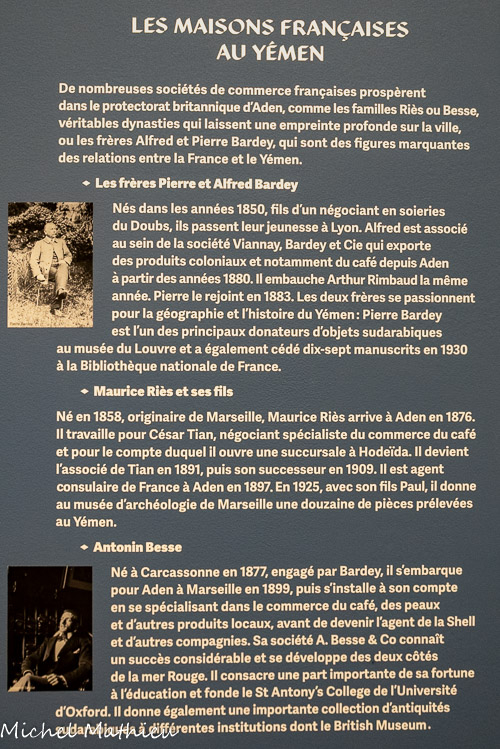 LES MAISONS FRANÇAISES
AU YÉMEN
De nombreuses sociétés de commerce françaises prospèrent
dans le protectorat britannique d'Aden, comme les familles Riès ou Besse,
véritables dynasties qui laissent une empreinte profonde sur la ville,
ou les frères Alfred et Pierre Bardey, qui sont des figures marquantes
des relations entre la France et le Yémen.
Les frères Pierre et Alfred Bardey
Nés dans les années 1850, fils d'un négociant en soieries
du Doubs, ils passent leur jeunesse à Lyon. Alfred est associé
au sein de la société Viannay, Bardey et Cie qui exporte
des produits coloniaux et notamment du café depuis Aden
à partir des années 1880. Il embauche Arthur Rimbaud la même
année. Pierre le rejoint en 1883. Les deux frères se passionnent
pour la géographie et l'histoire du Yémen : Pierre Bardey
est l'un des principaux donateurs d'objets sudarabiques
au musée du Louvre et a également cédé dix-sept manuscrits en 1930
à la Bibliothèque nationale de France.
Maurice Riès et ses fils
Né en 1858, originaire de Marseille, Maurice Riès arrive à Aden en 1876.
Il travaille pour César Tian, négociant spécialiste du commerce du café
et pour le compte duquel il ouvre une succursale à Hodeïda. Il devient
l'associé de Tian en 1891, puis son successeur en 1909. Il est agent
consulaire de France à Aden en 1897. En 1925, avec son fils Paul, il donne
au musée d'archéologie de Marseille une douzaine de pièces prélevées
au Yémen.
Antonin Besse
Né à Carcassonne en 1877, engagé par Bardey, il s'embarque
pour Aden à Marseille en 1899, puis s'installe à son compte
en se spécialisant dans le commerce du café, des peaux
et d'autres produits locaux, avant de devenir l'agent de la Shell
et d'autres compagnies. Sa société A. Besse & Co connaît
un succès considérable et se développe des deux côtés
de la mer Rouge. Il consacre une part importante de sa fortune
à l'éducation et fonde le St Antony's College de l'Université
d'Oxford. Il donne également une importante collection d'antiquités
sudarabiques à différentes institutions dont le British Museum.
Michel Mathieu